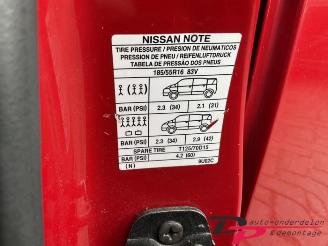 NISSAN NOTE
TIRE PRESSURE / PRESION DE NEUMATICOS
PRESSION DE PNEU / REIFENLUFTDRUCK
TABELA DE PRESSÃO DOS PNEUS
185/55R16 83V
BAR (PSI) 2.3 (34) 2.1 (31)
BAR (PSI) 2.3 (34) 2.9 (42)
SPARE TIRE T125/70D15
BAR (PSI) 4.2 (60)
(N) 9U02C
auto-onderdelen
& demontage